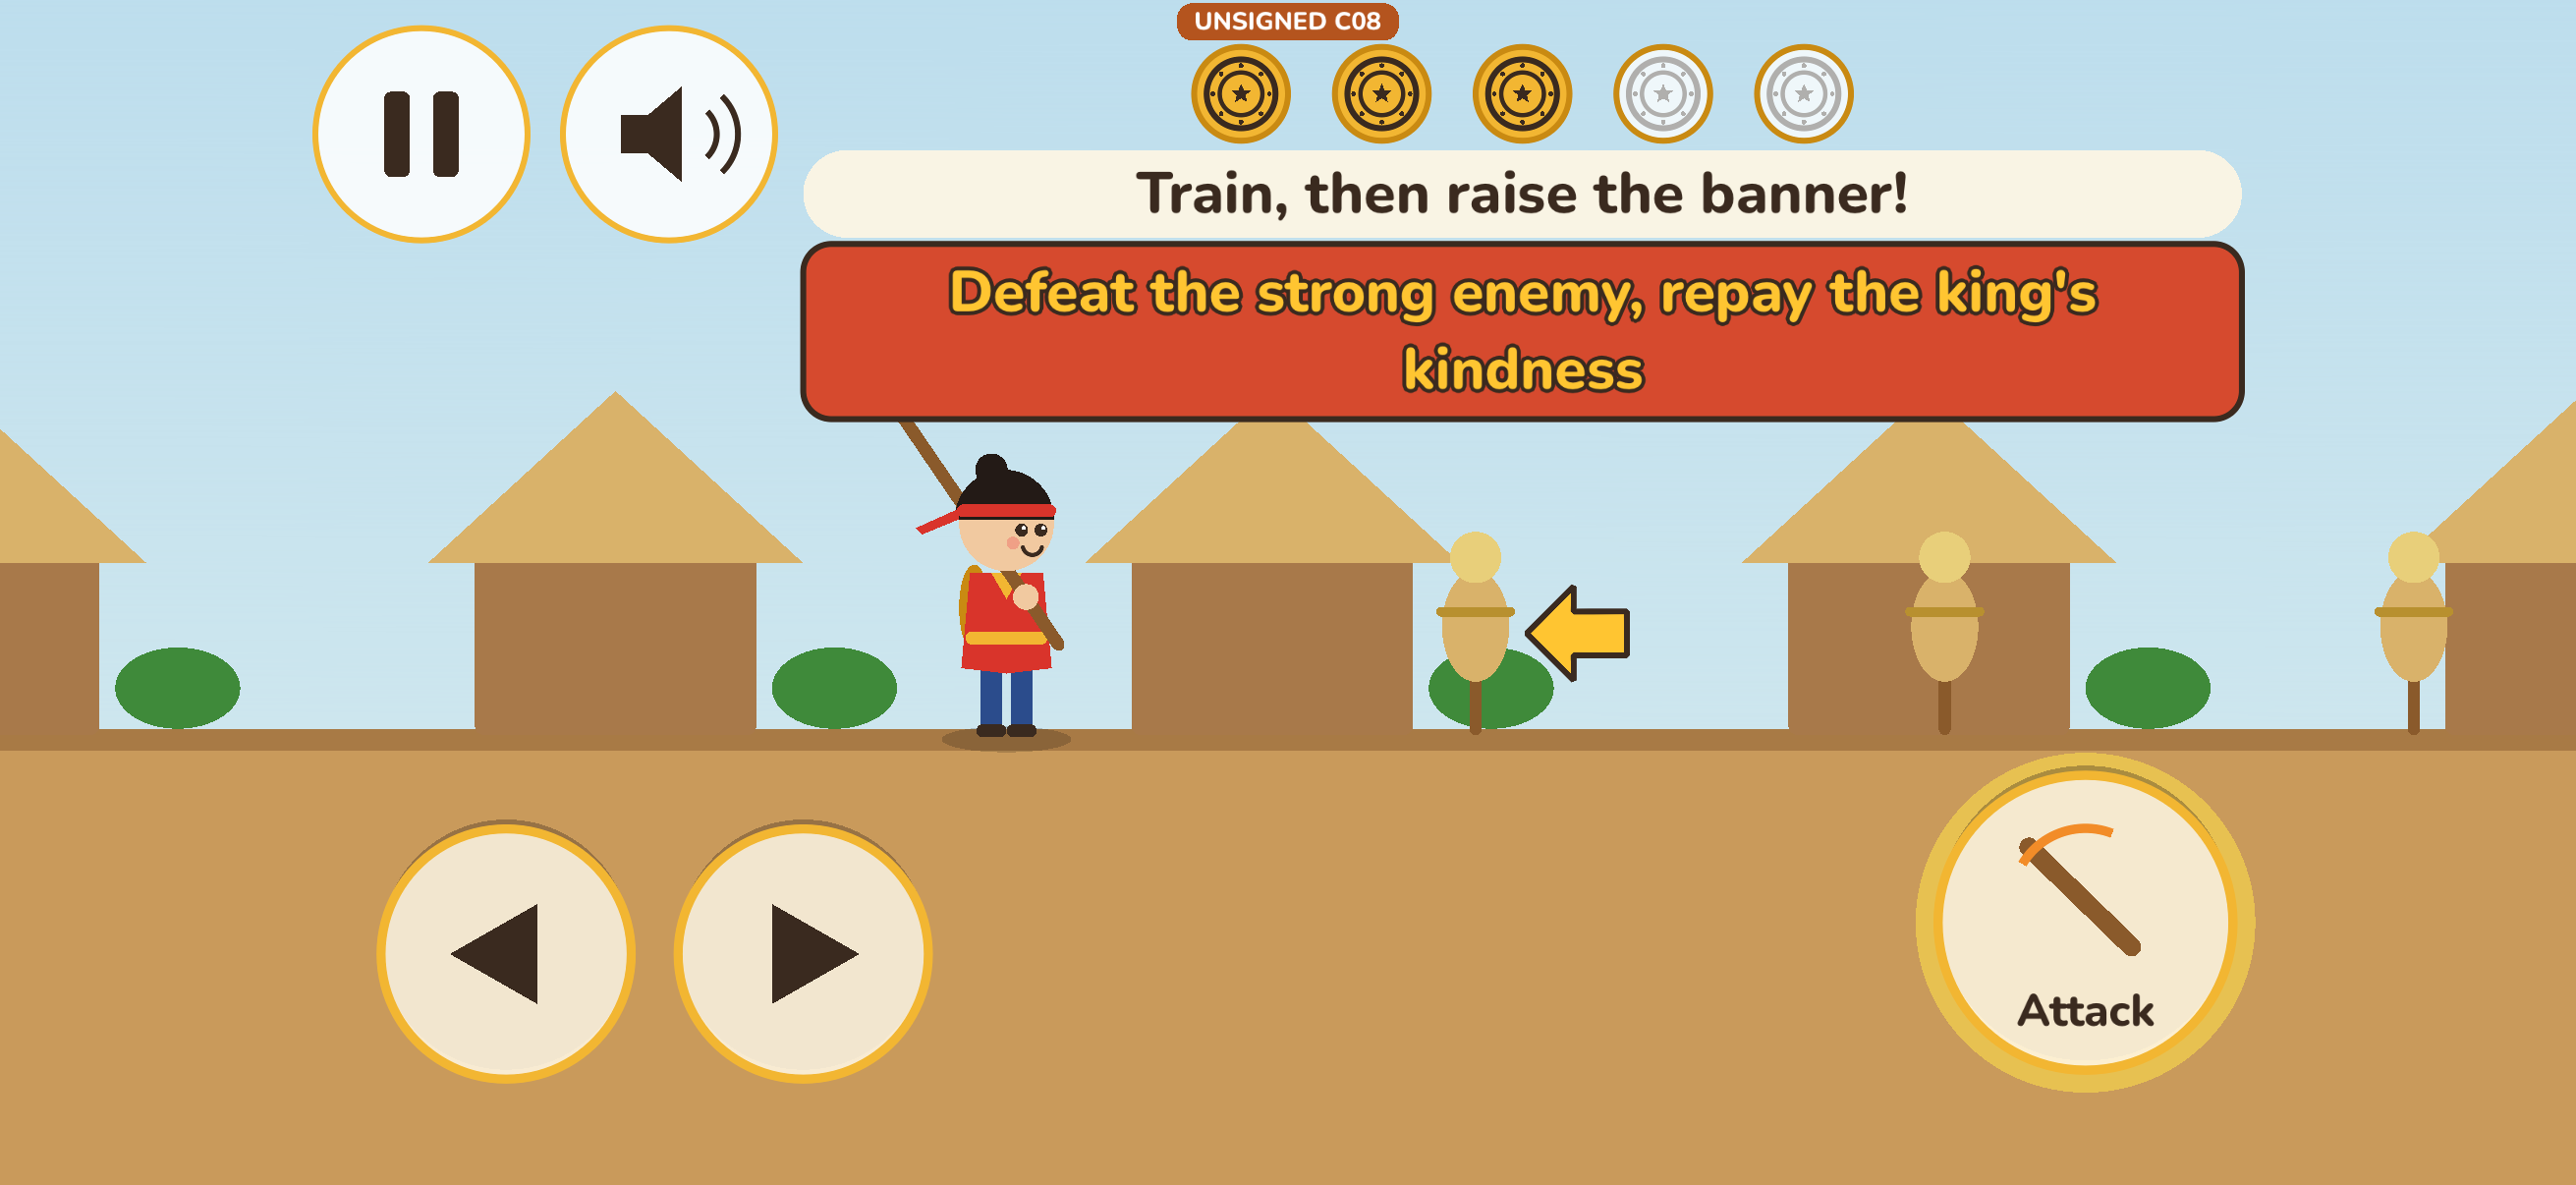 UNSIGNED C08
Train, then raise the banner!
Defeat the strong enemy, repay the king's
kindness
Attack